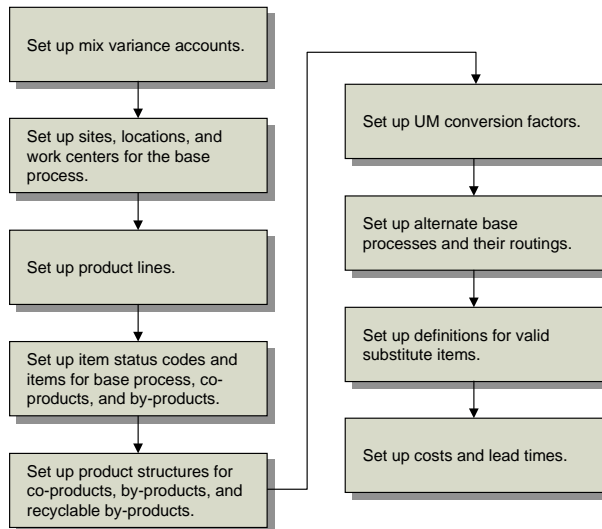 Set up mix variance accounts.
Set up sites, locations, and
work centers for the base
process.
Set up product lines.
Set up item status codes and
items for base process, co-
products, and by-products.
Set up product structures for
co-products, by-products, and
recyclable by-products.
Set up UM conversion factors.
Set up alternate base
processes and their routings.
Set up definitions for valid
substitute items.
Set up costs and lead times.